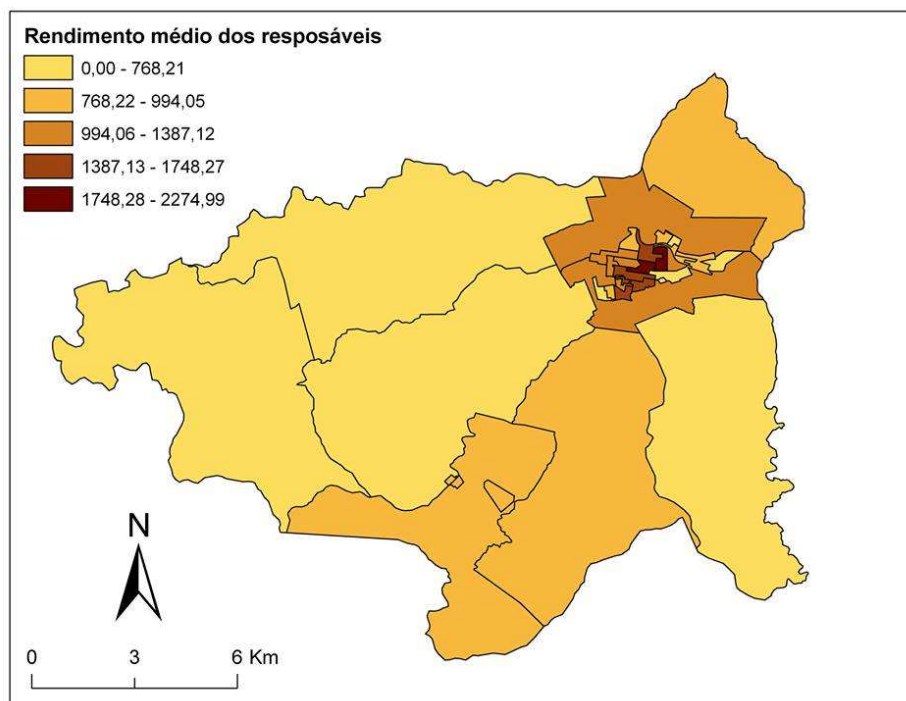 Rendimento médio dos resposáveis
0,00 - 768,21
768,22 - 994,05
994,06 - 1387,12
1387,13 - 1748,27
1748,28 - 2274,99
N
0 3 6 Km